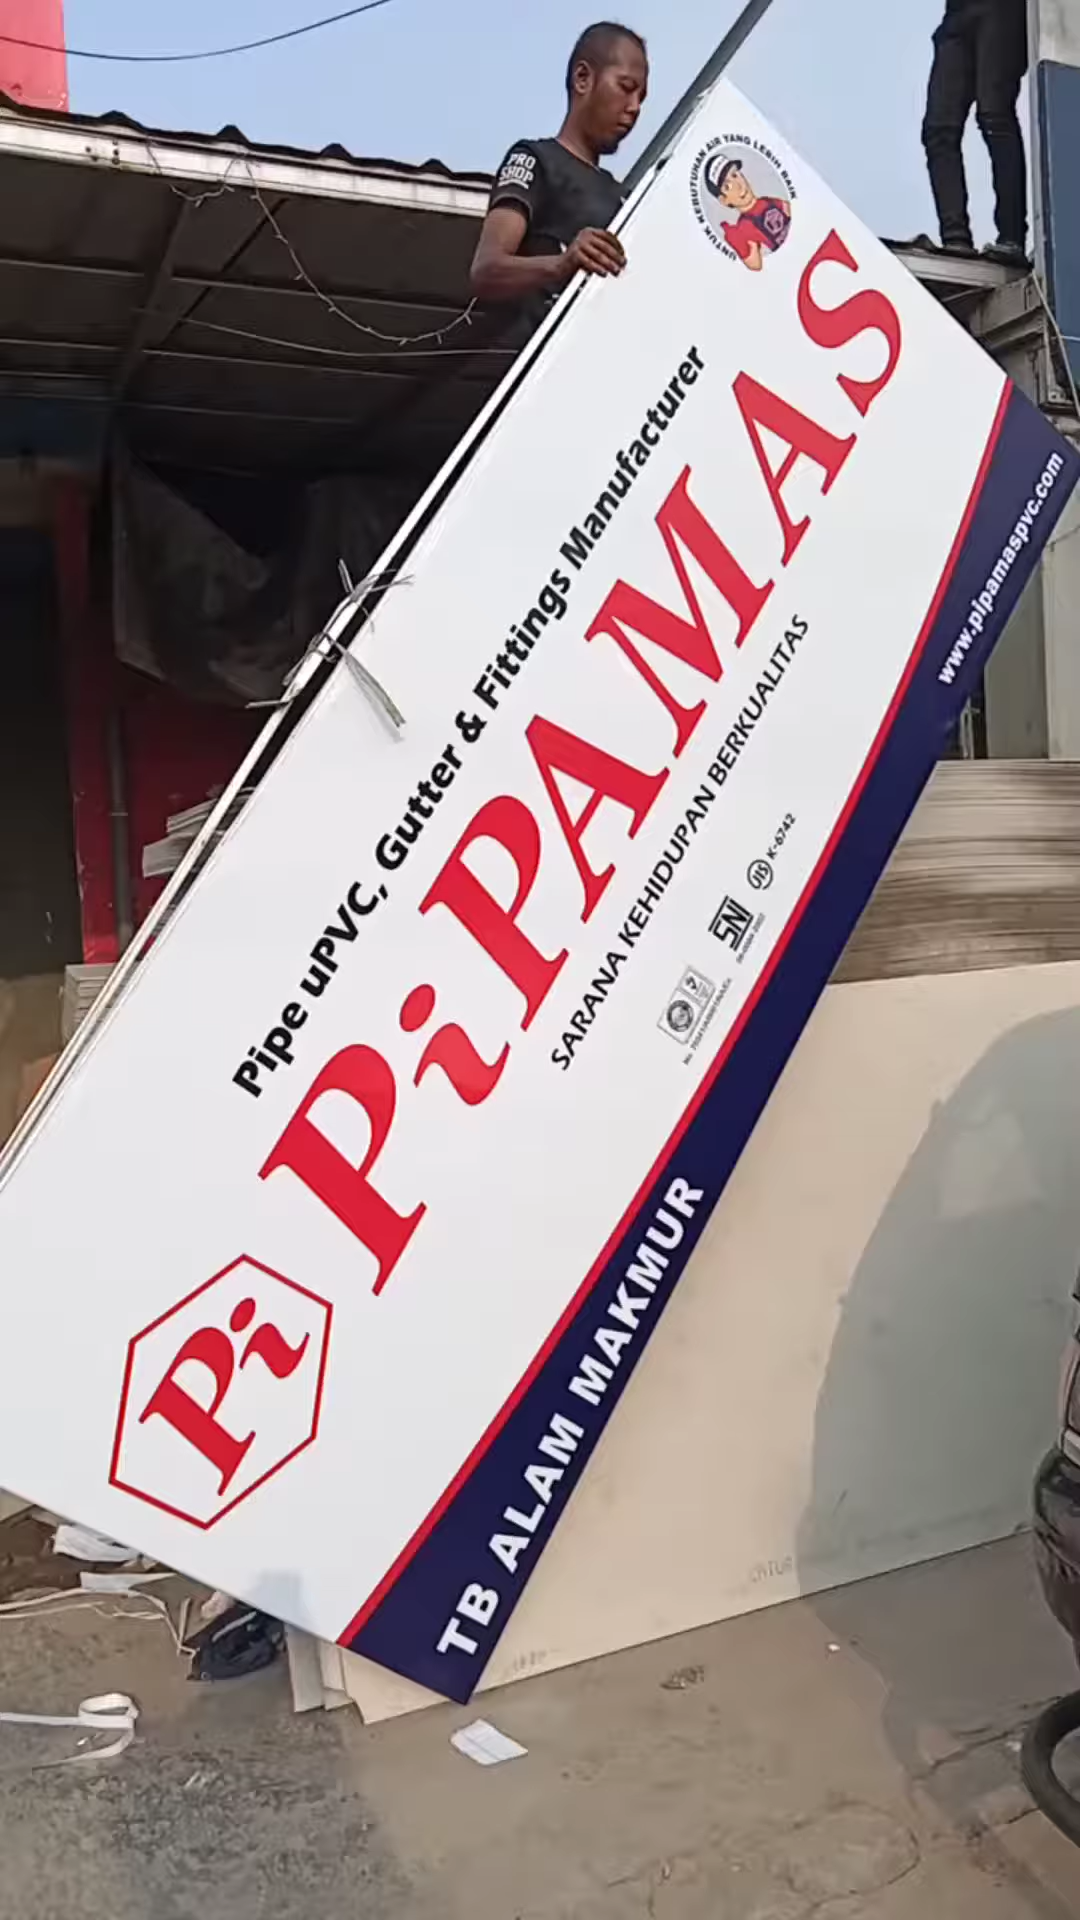 PRO
SHOP
UNTUK KEBUTUHAN AIR YANG LEBIH BAIK
Pipe uPVC, Gutter & Fittings Manufacturer
PiPAMAS
SARANA KEHIDUPAN BERKUALITAS
SNI
JIS K-6742
Pi
TB ALAM MAKMUR
www.pipamaspvc.com